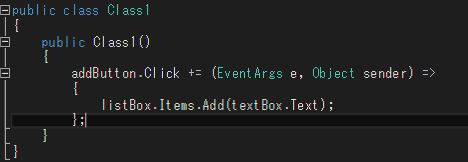 public class Class1
{
public Class1()
{
addButton.Click += (EventArgs e, Object sender) =>
{
listBox.Items.Add(textBox.Text);
};
}
}